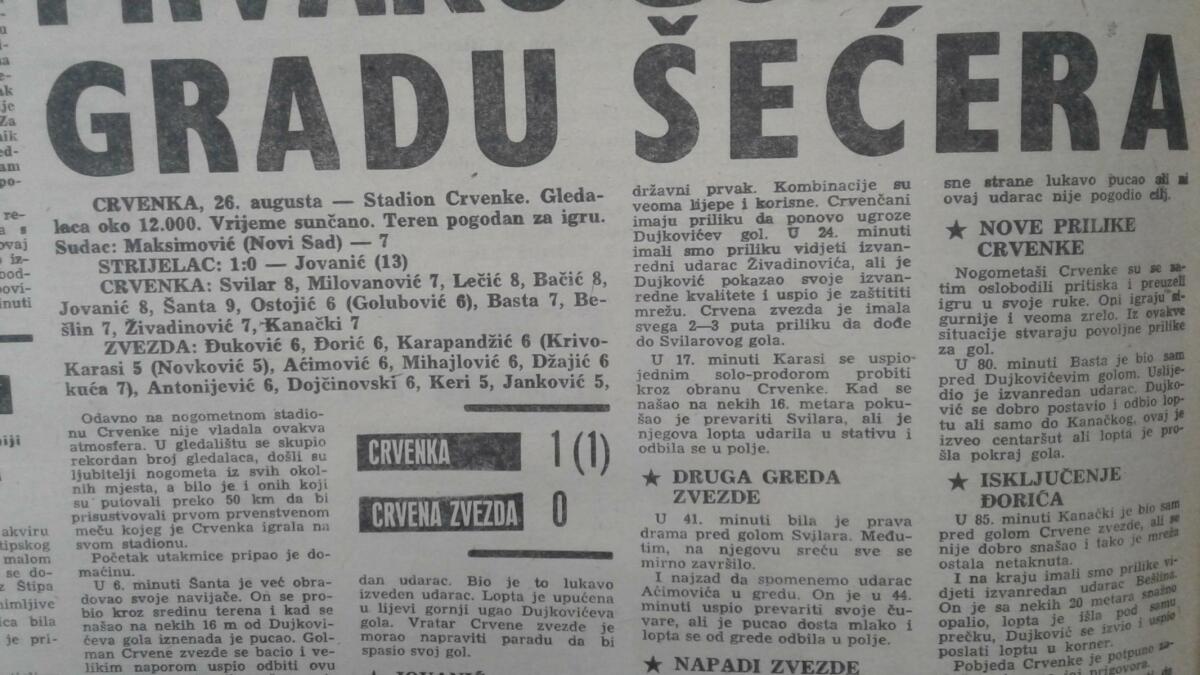 GRADU ŠEĆERA
CRVENKA, 26. augusta — Stadion Crvenke. Gleda-
laca oko 12.000. Vrijeme sunčano. Teren pogodan za igru.
Sudac: Maksimović (Novi Sad) — 7
STRIJELAC: 1:0 — Jovanić (13)
CRVENKA: Svilar 8, Milovanović 7, Lečić 8, Bačić 8,
Jovanić 8, Šanta 9, Ostojić 6 (Golubović 6), Basta 7, Be-
šlin 7, Živadinović 7, Kanački 7
ZVEZDA: Đuković 6, Đorić 6, Karapandžić 6 (Krivo-
Karasi 5 (Novković 5), Aćimović 6, Mihajlović 6, Džajić 6
kuća 7), Antonijević 6, Dojčinovski 6, Keri 5, Janković 5,
Odavno na nogometnom stadio-
nu Crvenke nije vladala ovakva
atmosfera. U gledalištu se skupio
rekordan broj gledalaca, došli su
ljubitelji nogometa iz svih okol-
nih mjesta, a bilo je i onih koji
su putovali preko 50 km da bi
prisustvovali prvom prvenstvenom
meču kojeg je Crvenka igrala na
svom stadionu.
Početak utakmice pripao je do-
maćinu.
U 6. minuti Šanta je već obra-
dovao svoje navijače. On se pro-
bio kroz sredinu terena i kad se
našao na nekih 16 m od Dujkovi-
ćeva gola iznenada je pucao. Gol-
man Crvene zvezde se bacio i ve-
likim naporom uspio odbiti ovu
CRVENKA 1 (1)
CRVENA ZVEZDA 0
dan udarac. Bio je to lukavo
izveden udarac. Lopta je upućena
u lijevi gornji ugao Dujkovićeva
gola. Vratar Crvene zvezde je
morao napraviti paradu da bi
spasio svoj gol.
državni prvak. Kombinacije su
veoma lijepe i korisne. Crvenčani
imaju priliku da ponovo ugroze
Dujkovićev gol. U 24. minuti
imali smo priliku vidjeti izvan-
redni udarac Živadinovića, ali je
Dujković pokazao svoje izvan-
redne kvalitete i uspio je zaštititi
mrežu. Crvena zvezda je imala
svega 2—3 puta priliku da dođe
do Svilarovog gola.
U 17. minuti Karasi se uspio-
jednim solo-prodorom probiti
kroz obranu Crvenke. Kad se
našao na nekih 16. metara poku-
šao je prevariti Svilara, ali je
njegova lopta udarila u stativu i
odbila se u polje.
★ DRUGA GREDA
ZVEZDE
U 41. minuti bila je prava
drama pred golom Svjlara. Među-
tim, na njegovu sreću sve se
mirno završilo.
I najzad da spomenemo udarac
Aćimovića u gredu. On je u 44.
minuti uspio prevariti svoje ču-
vare, ali je pucao dosta mlako i
lopta se od grede odbila u polje.
★ NAPADI ZVEZDE
sne strane lukavo pucao ali ni
ovaj udarac nije pogodio cilj.
★ NOVE PRILIKE
CRVENKE
Nogometaši Crvenke su se za-
tim oslobodili pritiska i preuzeli
igru u svoje ruke. Oni igraju si-
gurnije i veoma zrelo. Iz ovakve
situacije stvaraju povoljne prilike
za gol.
U 80. minuti Basta je bio sam
pred Dujkovićevim golom. Uslije-
dio je izvanredan udarac. Dujko-
vić se dobro postavio i odbio lop-
tu ali samo do Kanačkog, ovaj je
izveo centaršut ali lopta je pro-
šla pokraj gola.
★ ISKLJUČENJE
ĐORIĆA
U 85. minuti Kanački je bio sam
pred golom Crvene zvezde, ali se
nije dobro snašao i tako je mreža
ostala netaknuta.
I na kraju imali smo prilike vi-
djeti izvanredan udarac Bešlina.
On je sa nekih 20 metara snažno
opalio, lopta je išla pod samu
prečku, Dujković se izvio i uspio
poslati loptu u korner.
Pobjeda Crvenke je potpuno za-